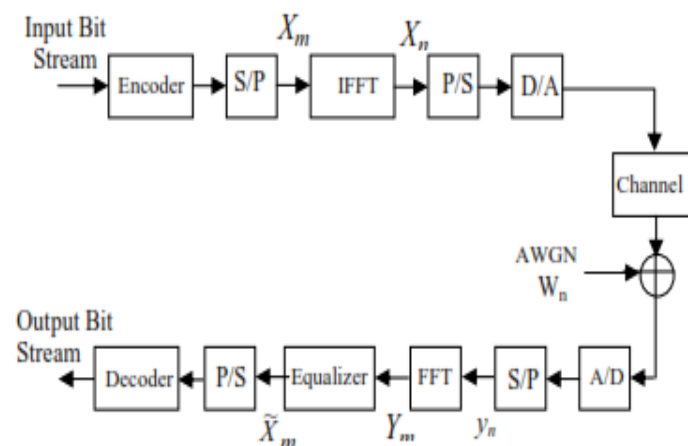 Input Bit
Stream
X_m
X_n
Encoder
S/P
IFFT
P/S
D/A
Channel
AWGN
W_n
Output Bit
Stream
Decoder
P/S
Equalizer
FFT
S/P
A/D
X̃_m
Y_m
y_n